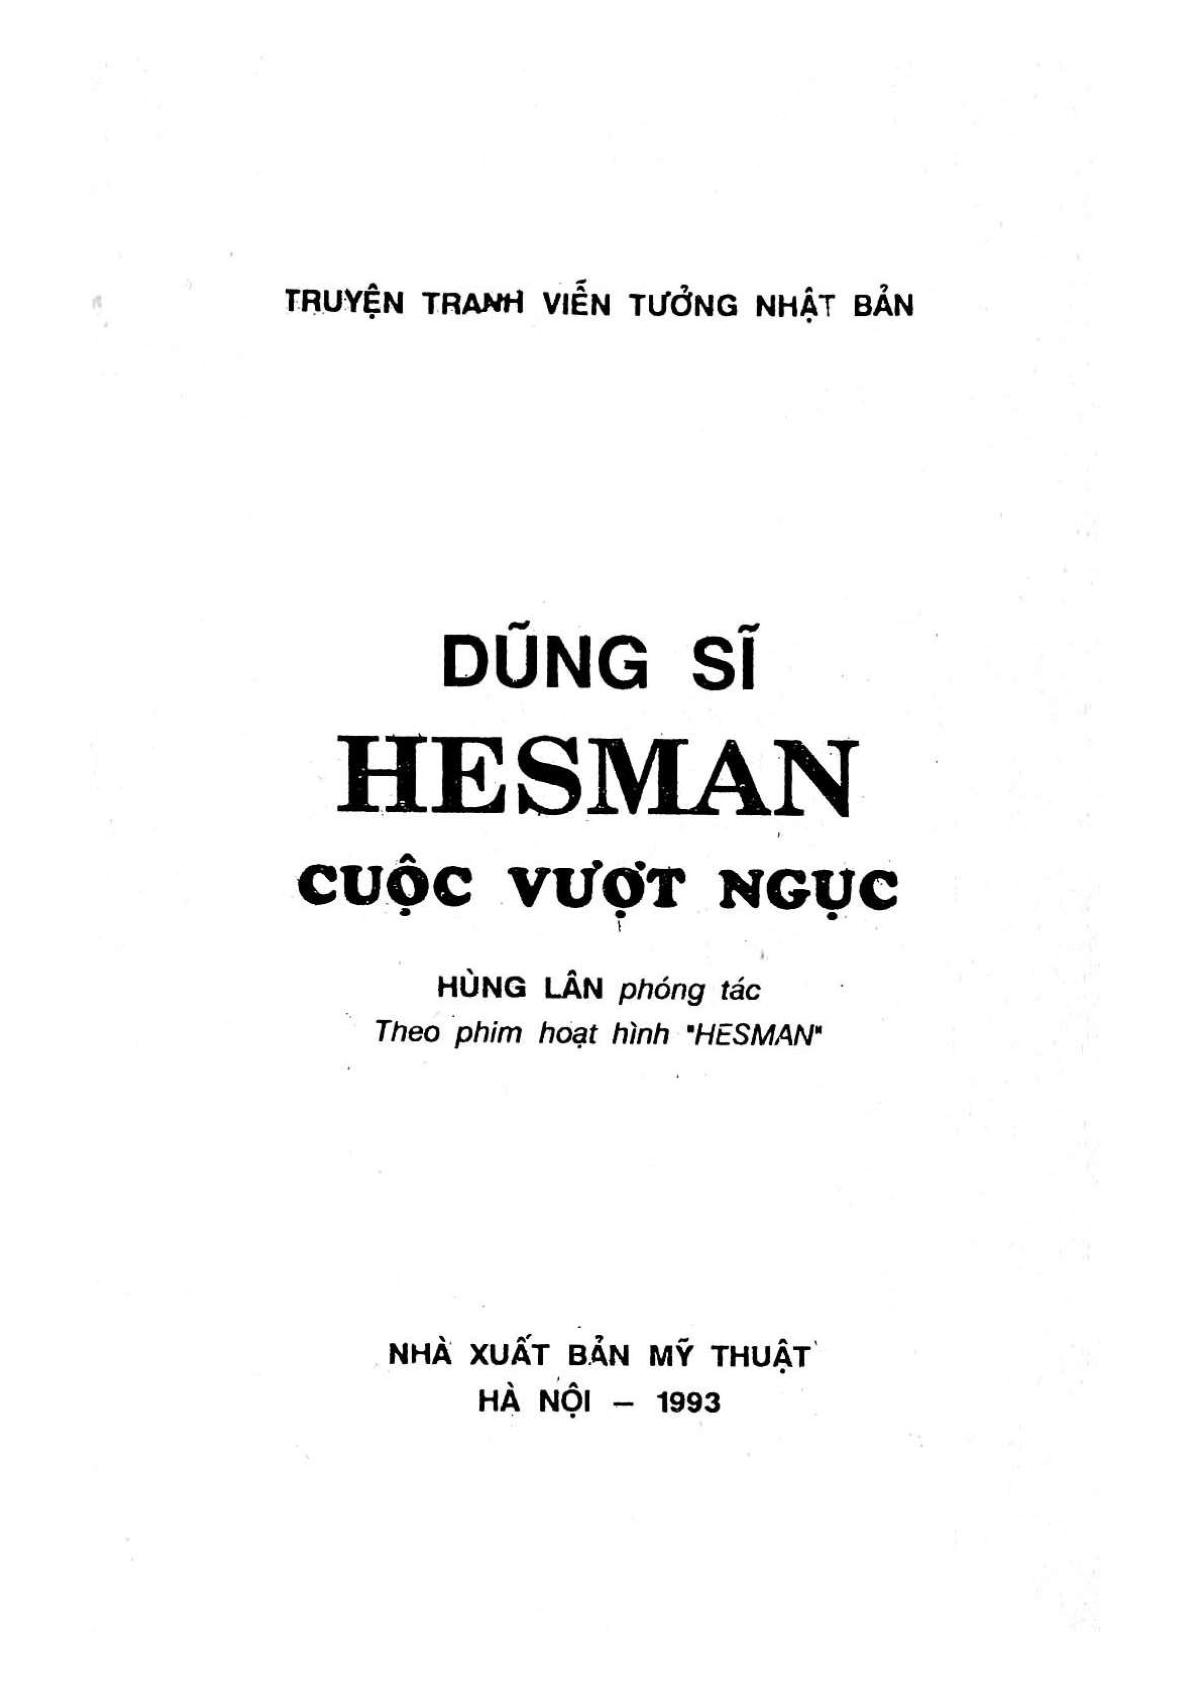 TRUYỆN TRANH VIỄN TƯỞNG NHẬT BẢN
DŨNG SĨ
HESMAN
CUỘC VƯỢT NGỤC
HÙNG LÂN phóng tác
Theo phim hoạt hình "HESMAN"
NHÀ XUẤT BẢN MỸ THUẬT
HÀ NỘI – 1993